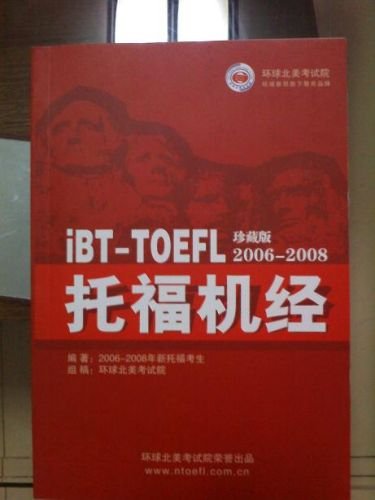 环球北美考试院
iBT-TOEFL 珍藏版
2006-2008
托福机经
编著：2006-2008年新托福考生
组稿：环球北美考试院
环球北美考试院荣誉出品
www.ntoefl.com.cn